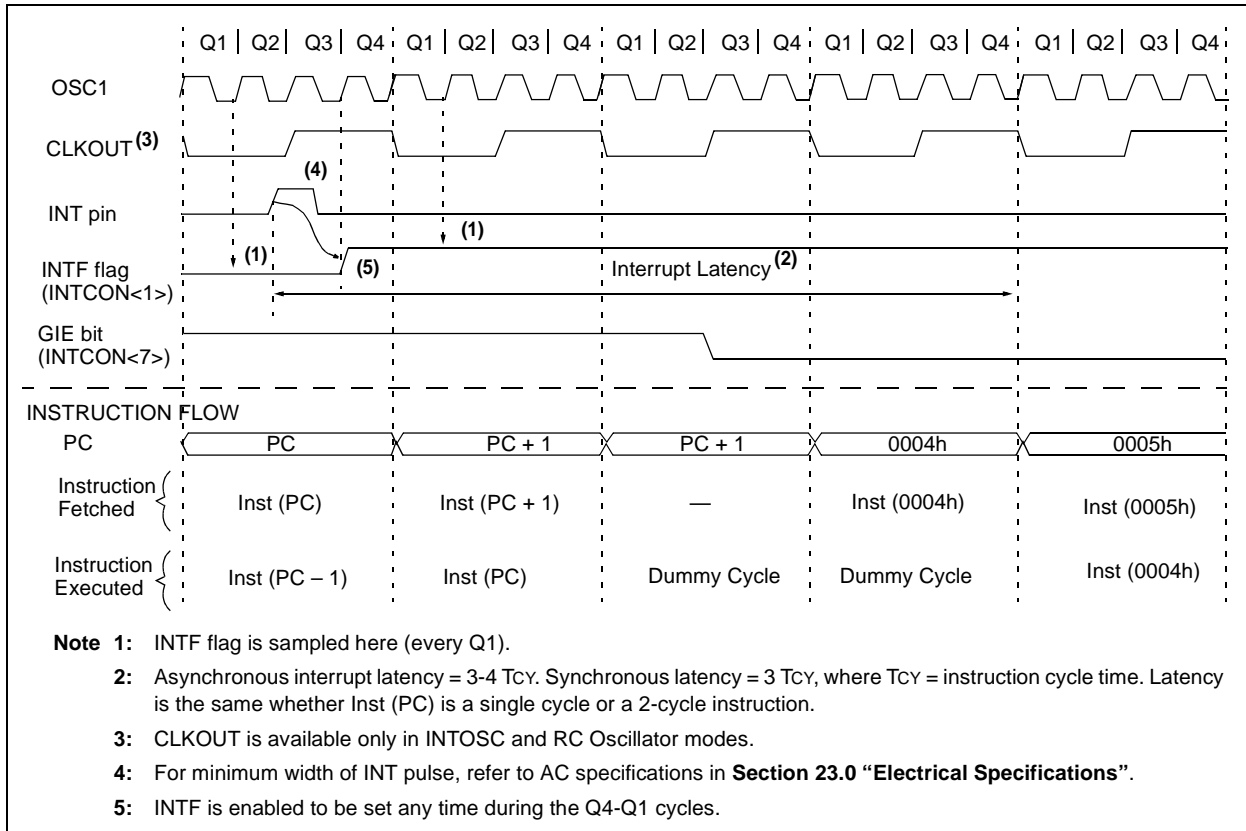 Q1 Q2 Q3 Q4 Q1 Q2 Q3 Q4 Q1 Q2 Q3 Q4 Q1 Q2 Q3 Q4 Q1 Q2 Q3 Q4
OSC1
CLKOUT (3)
(4)
INT pin
(1)
(1)
INTF flag
(INTCON<1>)
(5)
Interrupt Latency (2)
GIE bit
(INTCON<7>)
INSTRUCTION FLOW
PC PC PC + 1 PC + 1 0004h 0005h
Instruction
Fetched
Inst (PC) Inst (PC + 1) — Inst (0004h) Inst (0005h)
Instruction
Executed
Inst (PC – 1) Inst (PC) Dummy Cycle Dummy Cycle Inst (0004h)
Note 1: INTF flag is sampled here (every Q1).
2: Asynchronous interrupt latency = 3-4 TCY. Synchronous latency = 3 TCY, where TCY = instruction cycle time. Latency
is the same whether Inst (PC) is a single cycle or a 2-cycle instruction.
3: CLKOUT is available only in INTOSC and RC Oscillator modes.
4: For minimum width of INT pulse, refer to AC specifications in Section 23.0 “Electrical Specifications”.
5: INTF is enabled to be set any time during the Q4-Q1 cycles.